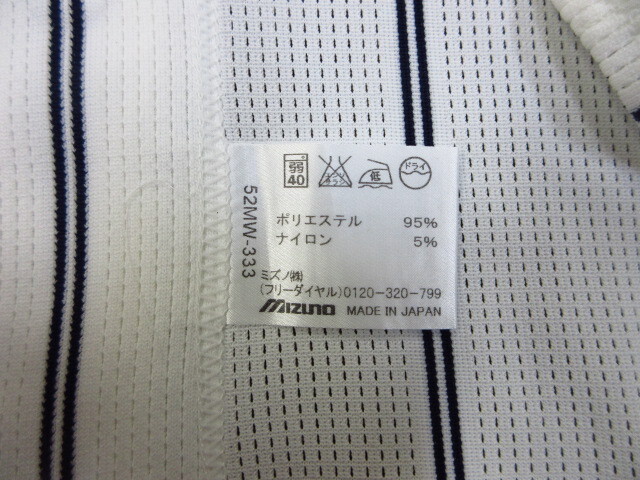 弱 40 低 ドライ
52MW-333
ポリエステル 95%
ナイロン 5%
ミズノ(株)
(フリーダイヤル)0120-320-799
MIZUNO MADE IN JAPAN